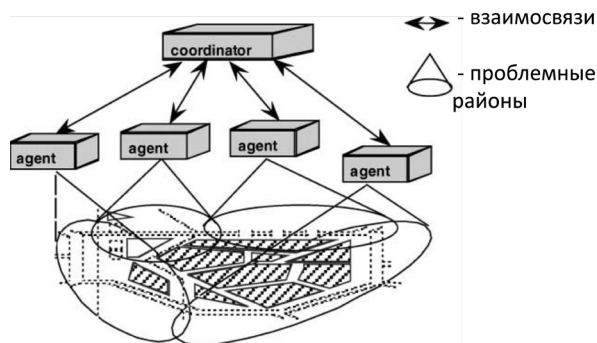 - взаимосвязи
coordinator
- проблемные
районы
agent
agent
agent
agent